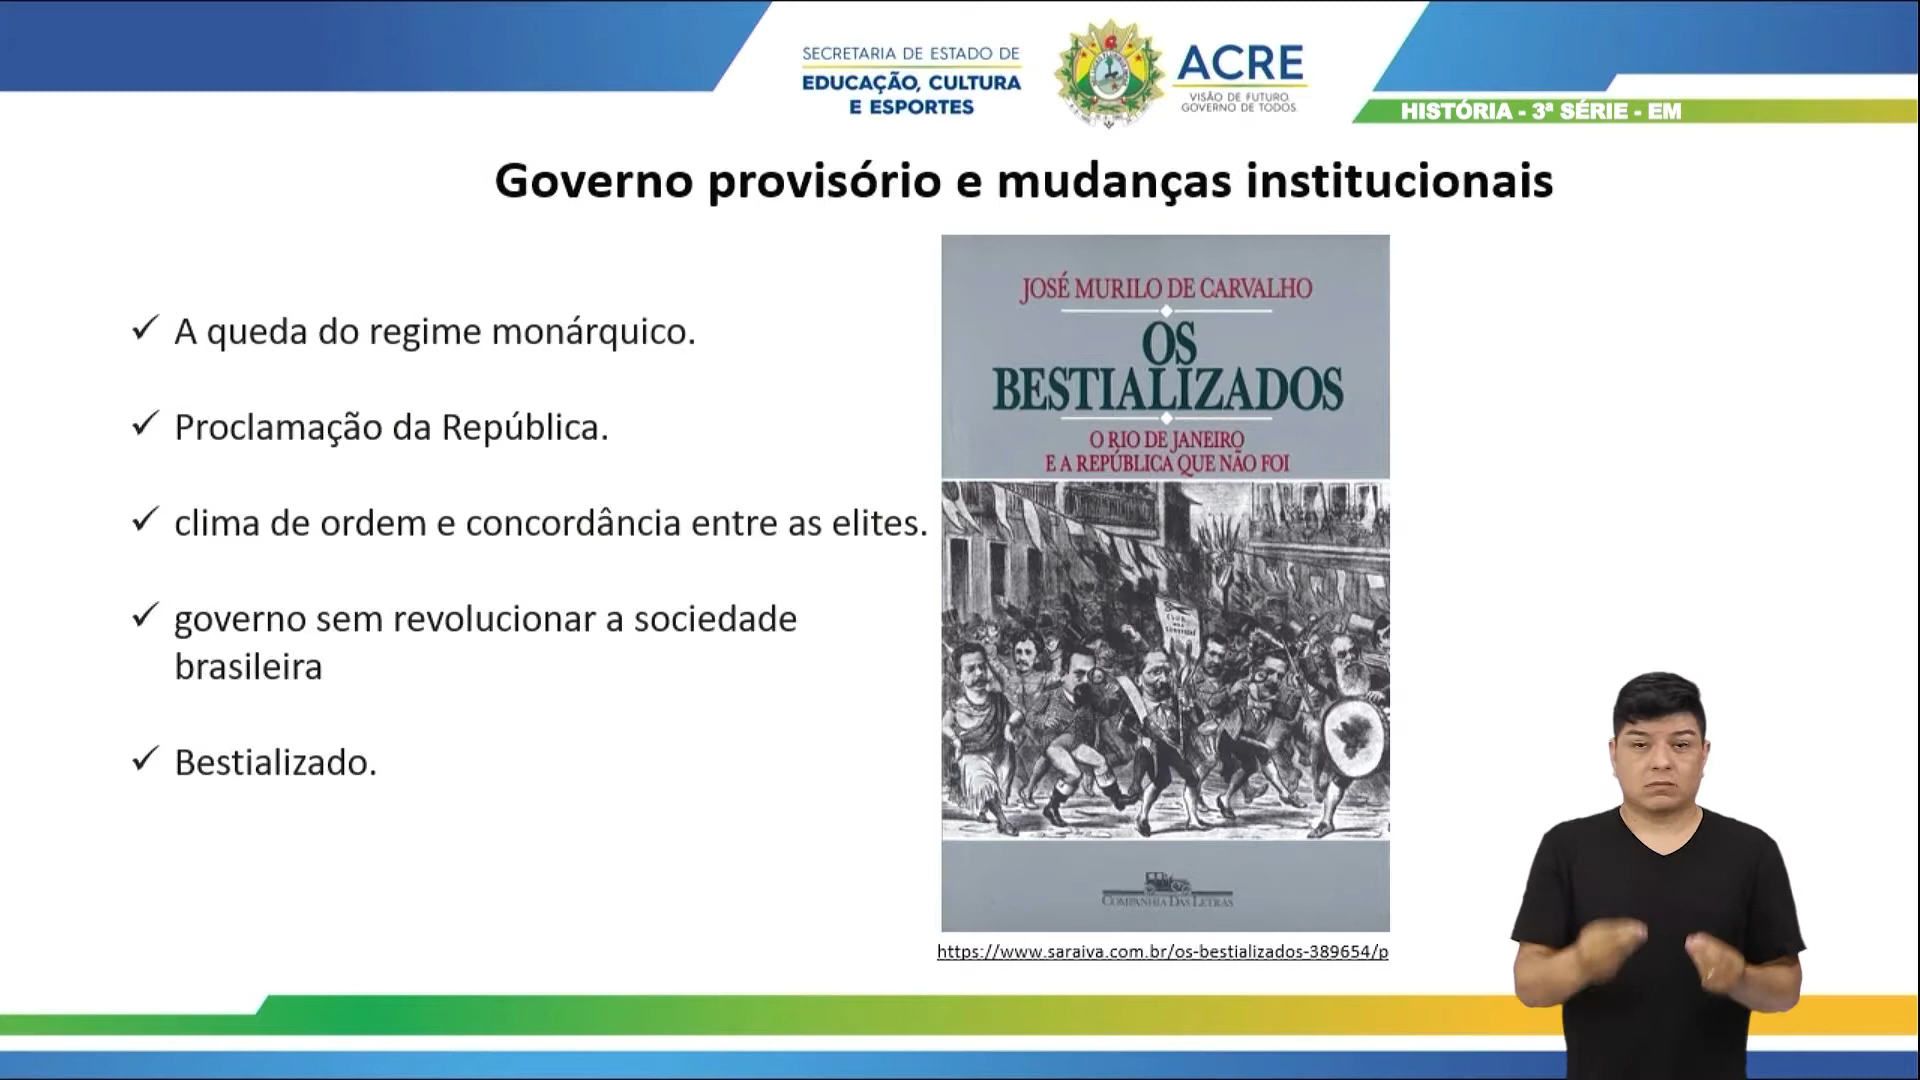 SECRETARIA DE ESTADO DE
EDUCAÇÃO, CULTURA
E ESPORTES
ACRE
VISÃO DE FUTURO.
GOVERNO DE TODOS.
HISTÓRIA - 3ª SÉRIE - EM
Governo provisório e mudanças institucionais
✓ A queda do regime monárquico.
✓ Proclamação da República.
✓ clima de ordem e concordância entre as elites.
✓ governo sem revolucionar a sociedade
brasileira
✓ Bestializado.
JOSÉ MURILO DE CARVALHO
OS
BESTIALIZADOS
O RIO DE JANEIRO
E A REPÚBLICA QUE NÃO FOI
COMPANHIA DAS LETRAS
https://www.saraiva.com.br/os-bestializados-389654/p